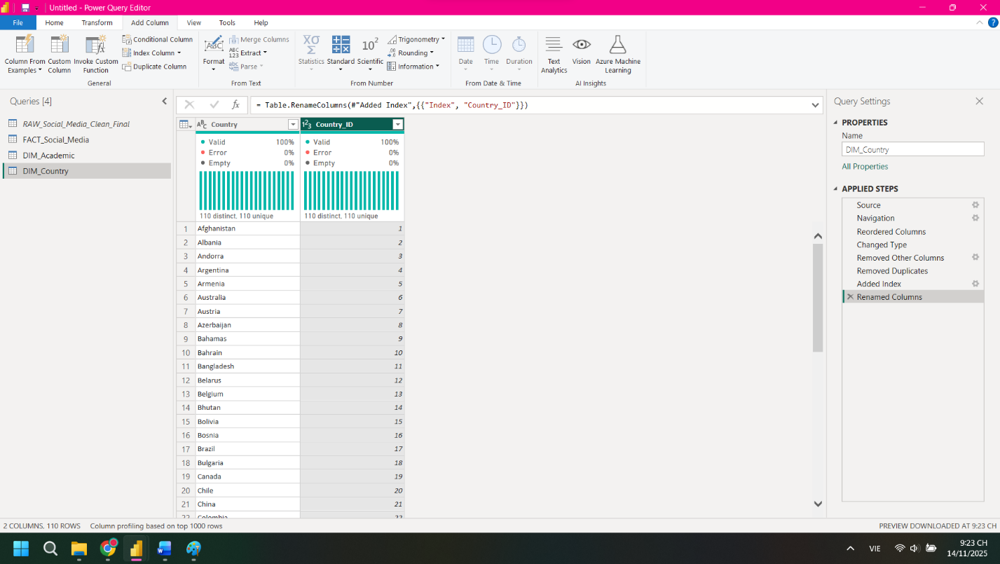 Untitled - Power Query Editor
File Home Transform Add Column View Tools Help
Column From Examples
Custom Column
Invoke Custom Function
Conditional Column
Index Column
Duplicate Column
General
Format
Merge Columns
Extract
Parse
From Text
Statistics
Standard
Scientific
Trigonometry
Rounding
Information
From Number
Date
Time
Duration
From Date & Time
Text Analytics
Vision
Azure Machine Learning
AI Insights
Queries [4]
RAW_Social_Media_Clean_Final
FACT_Social_Media
DIM_Academic
DIM_Country
= Table.RenameColumns(#"Added Index",{{"Index", "Country_ID"}})
Country Country_ID
Valid 100% Valid 100%
Error 0% Error 0%
Empty 0% Empty 0%
110 distinct, 110 unique 110 distinct, 110 unique
1 Afghanistan 1
2 Albania 2
3 Andorra 3
4 Argentina 4
5 Armenia 5
6 Australia 6
7 Austria 7
8 Azerbaijan 8
9 Bahamas 9
10 Bahrain 10
11 Bangladesh 11
12 Belarus 12
13 Belgium 13
14 Bhutan 14
15 Bolivia 15
16 Bosnia 16
17 Brazil 17
18 Bulgaria 18
19 Canada 19
20 Chile 20
21 China 21
22 Colombia 22
Query Settings
PROPERTIES
Name
DIM_Country
All Properties
APPLIED STEPS
Source
Navigation
Reordered Columns
Changed Type
Removed Other Columns
Removed Duplicates
Added Index
Renamed Columns
2 COLUMNS, 110 ROWS Column profiling based on top 1000 rows
PREVIEW DOWNLOADED AT 9:23 CH
VIE
9:23 CH
14/11/2025